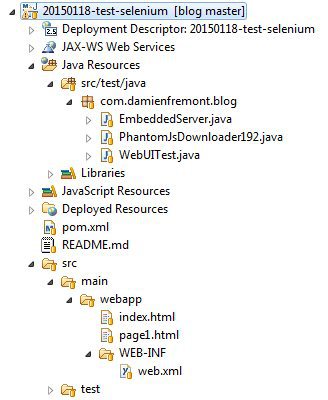 20150118-test-selenium [blog master]
Deployment Descriptor: 20150118-test-selenium
JAX-WS Web Services
Java Resources
src/test/java
com.damienfremont.blog
EmbeddedServer.java
PhantomJsDownloader192.java
WebUITest.java
Libraries
JavaScript Resources
Deployed Resources
pom.xml
README.md
src
main
webapp
index.html
page1.html
WEB-INF
web.xml
test